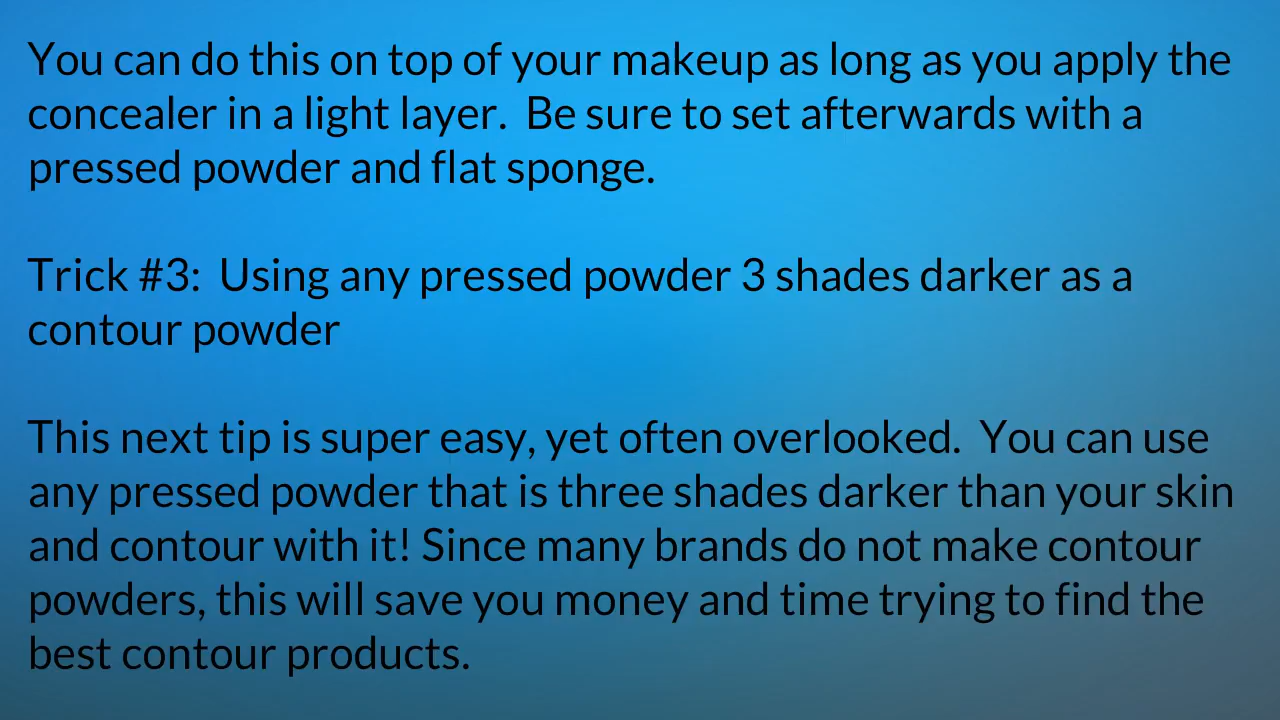 You can do this on top of your makeup as long as you apply the
concealer in a light layer.  Be sure to set afterwards with a
pressed powder and flat sponge.
Trick #3:  Using any pressed powder 3 shades darker as a
contour powder
This next tip is super easy, yet often overlooked.  You can use
any pressed powder that is three shades darker than your skin
and contour with it! Since many brands do not make contour
powders, this will save you money and time trying to find the
best contour products.